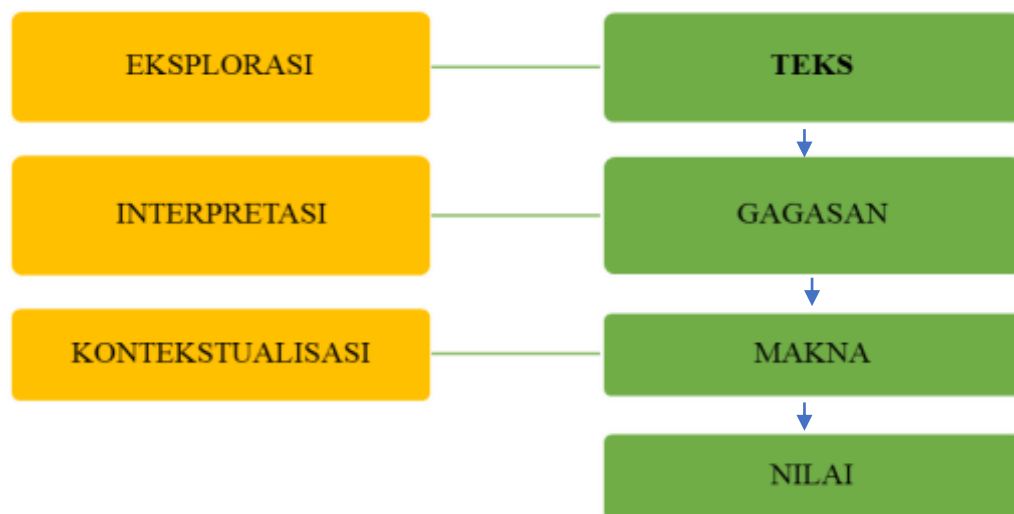 EKSPLORASI
TEKS
INTERPRETASI
GAGASAN
KONTEKSTUALISASI
MAKNA
NILAI